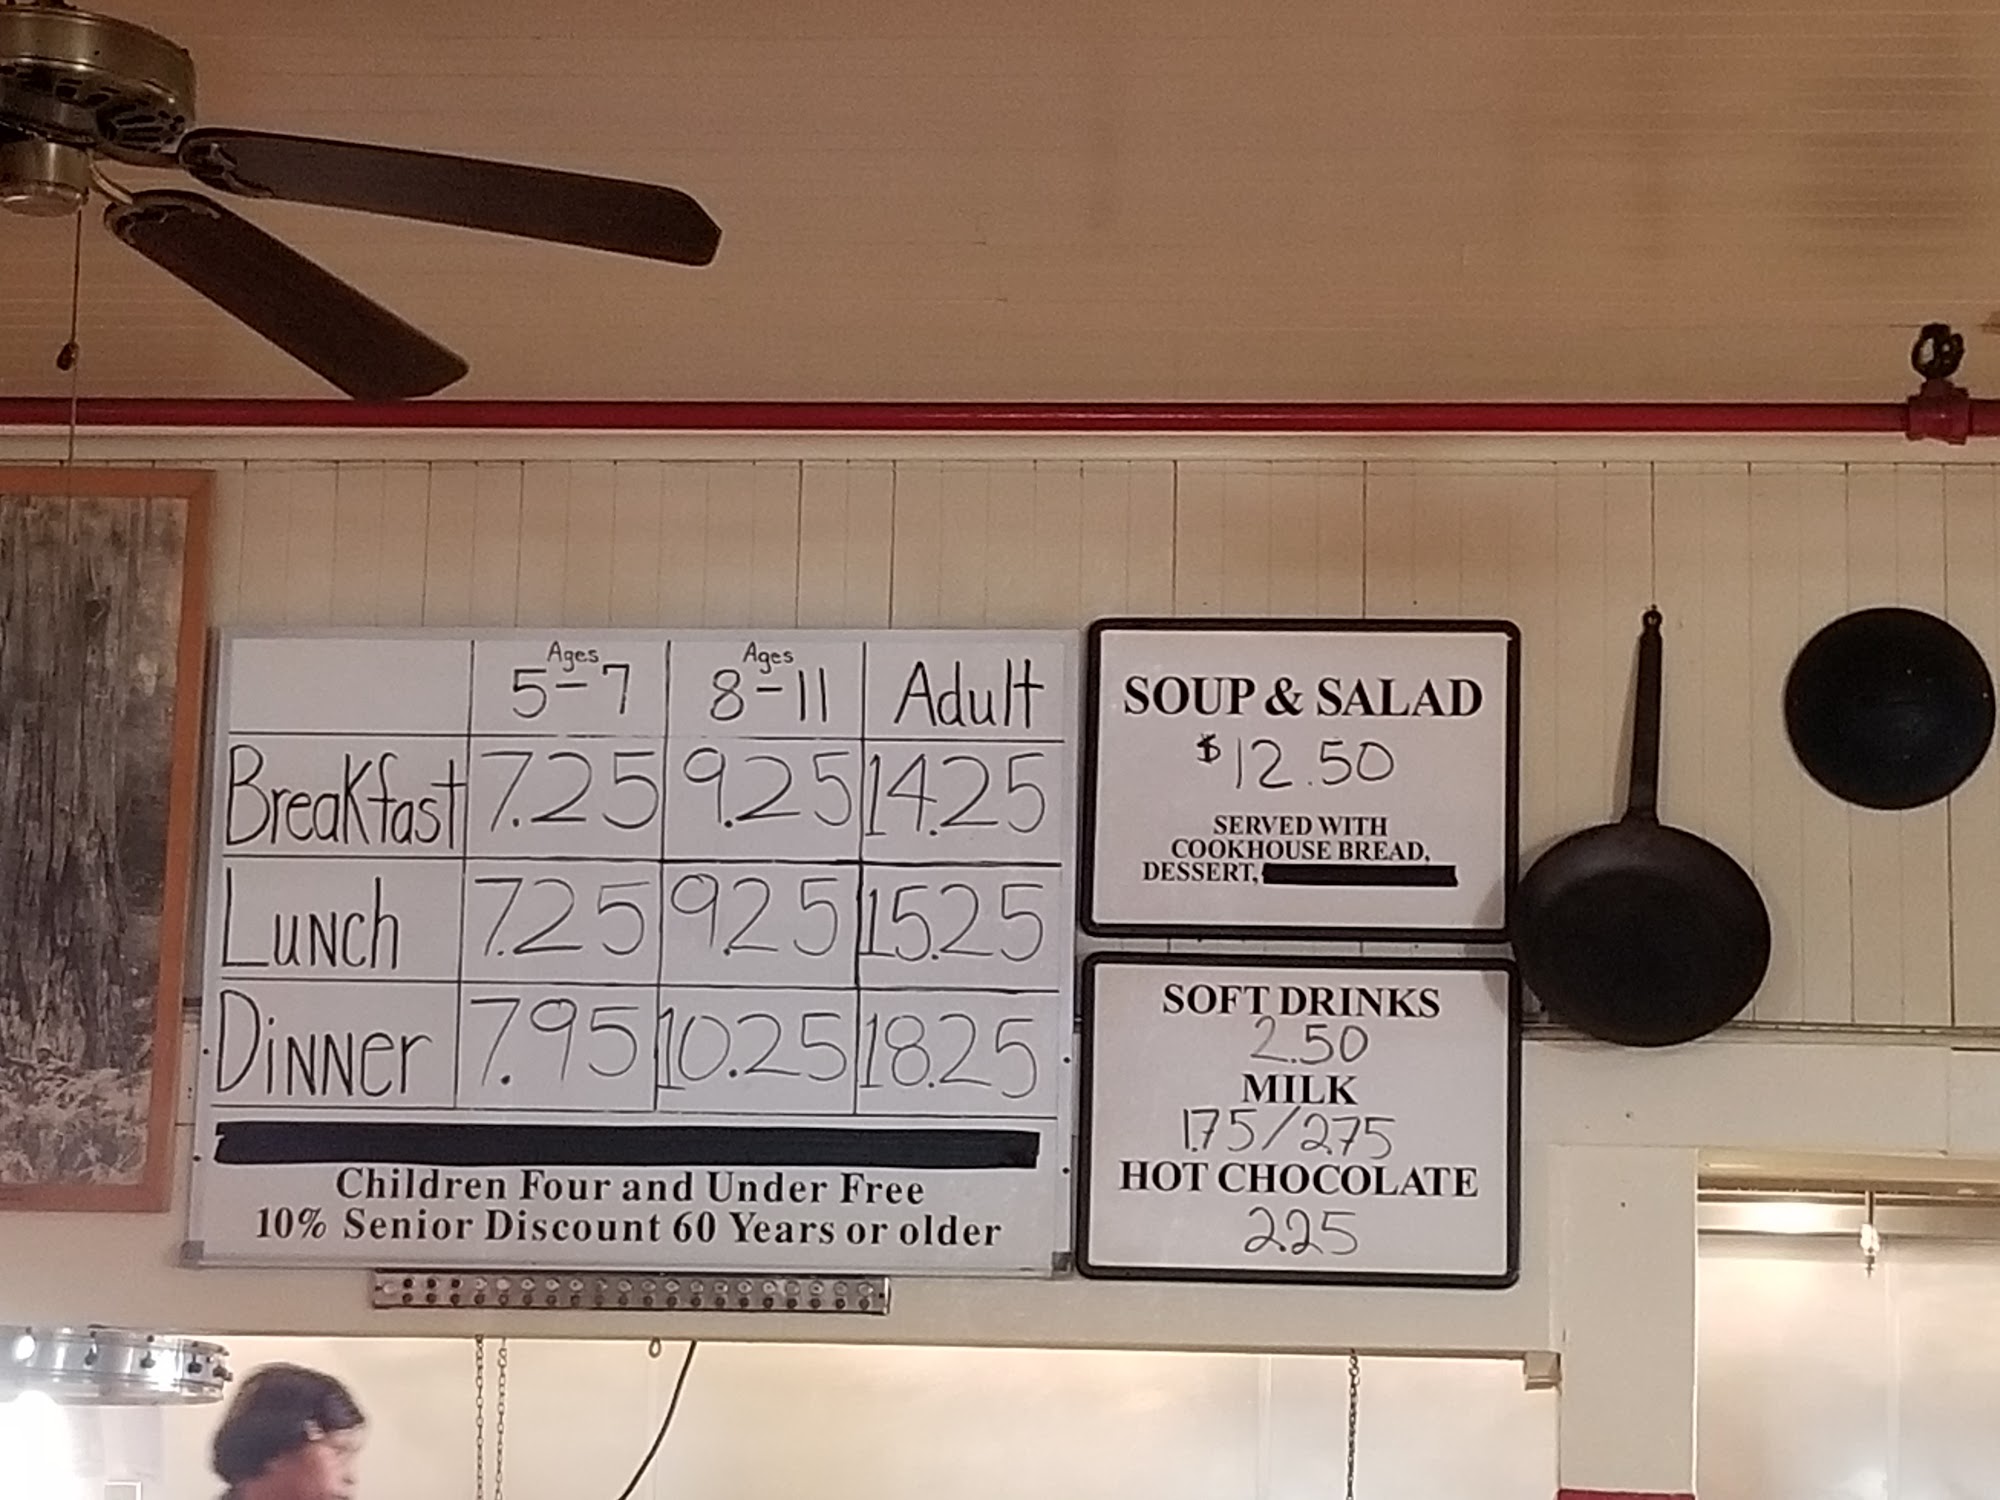 Ages Ages
5-7 8-11 Adult
Breakfast 7.25 9.25 14.25
Lunch 7.25 9.25 15.25
Dinner 7.95 10.25 18.25
Children Four and Under Free
10% Senior Discount 60 Years or older
SOUP & SALAD
$12.50
SERVED WITH
COOKHOUSE BREAD,
DESSERT,
SOFT DRINKS
2.50
MILK
1.75/2.75
HOT CHOCOLATE
2.25